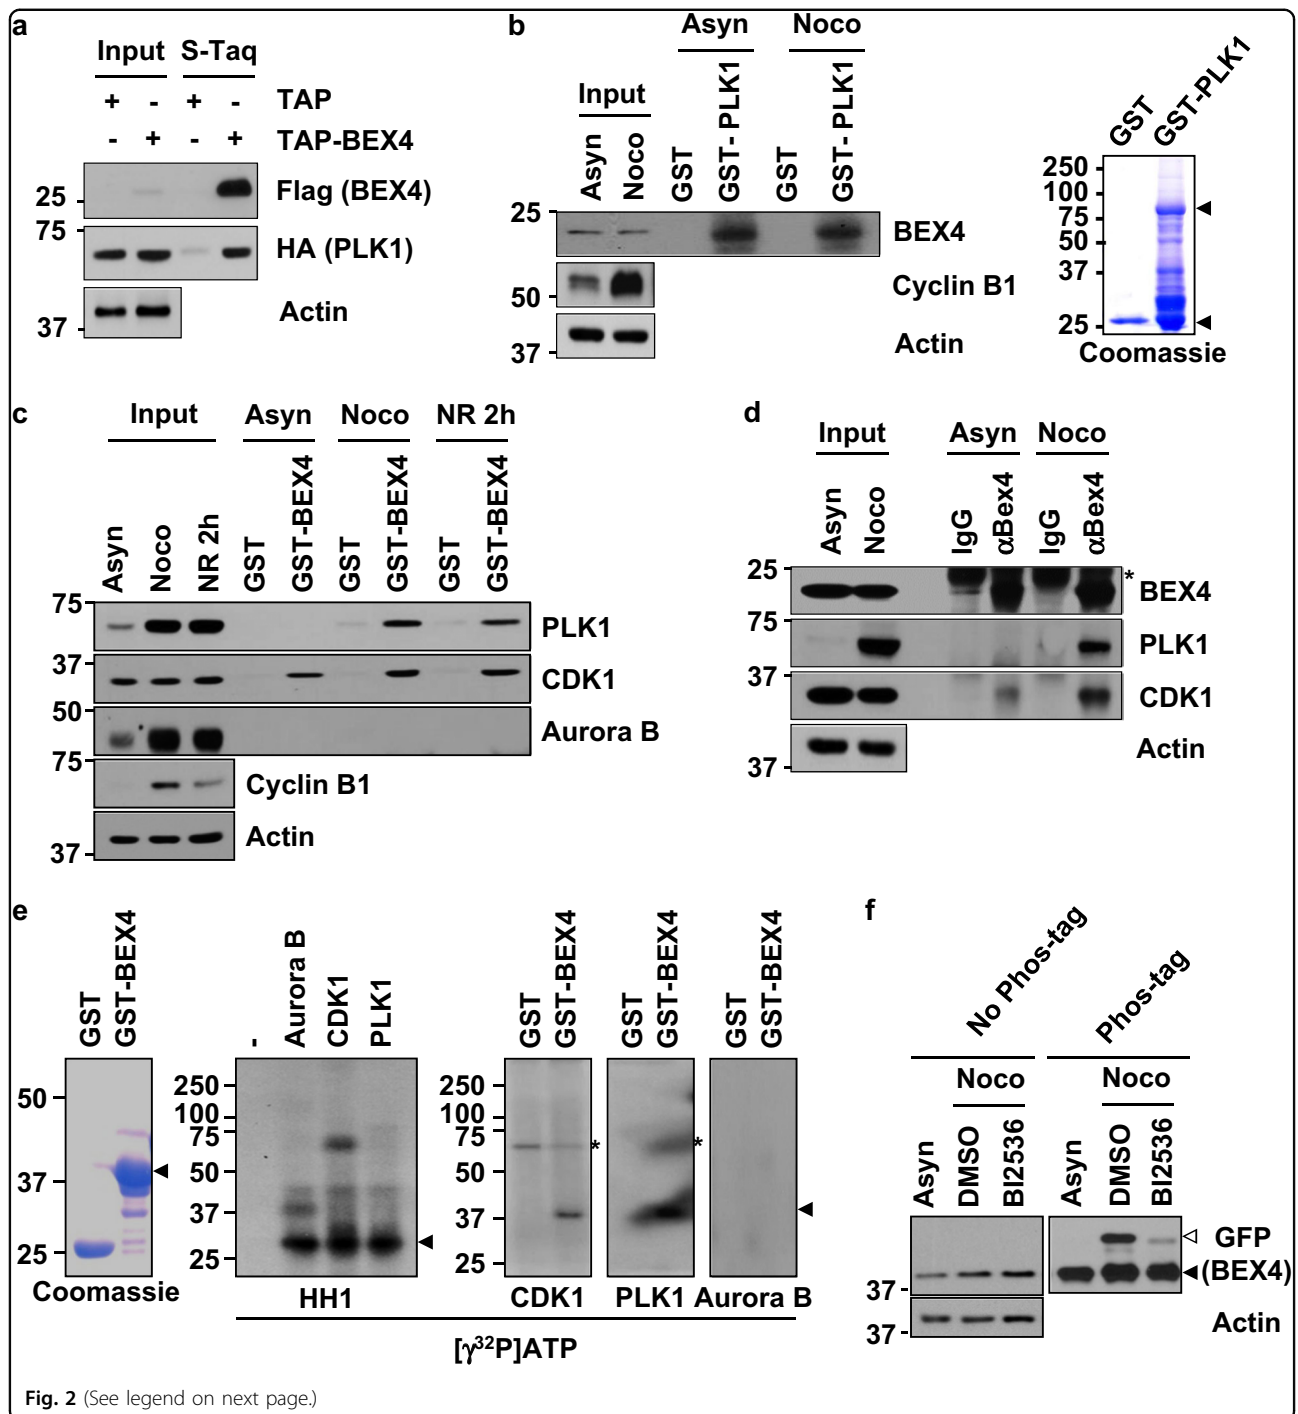 a
Input S-Taq
+ - + - TAP
- + - + TAP-BEX4
25
Flag (BEX4)
75
HA (PLK1)
Actin
37
b
Asyn Noco
Input
Asyn Noco GST GST- PLK1 GST GST- PLK1
25
BEX4
50
Cyclin B1
37
Actin
GST GST-PLK1
250
100
75
50
37
25
Coomassie
c
Input Asyn Noco NR 2h
Asyn Noco NR 2h GST GST-BEX4 GST GST-BEX4 GST GST-BEX4
75
PLK1
37
CDK1
50
Aurora B
75
Cyclin B1
Actin
37
d
Input Asyn Noco
Asyn Noco IgG αBex4 IgG αBex4
25
*
BEX4
75
PLK1
37
CDK1
Actin
37
e
GST GST-BEX4
50
37
25
Coomassie
- Aurora B CDK1 PLK1
250
100
75
50
37
25
HH1
GST GST-BEX4 GST GST-BEX4 GST GST-BEX4
250
100
75
50
37
25
* *
CDK1 PLK1 Aurora B
[γ32P]ATP
f
No Phos-tag Phos-tag
Noco Noco
Asyn DMSO BI2536 Asyn DMSO BI2536
GFP
(BEX4)
37
Actin
37
Fig. 2 (See legend on next page.)